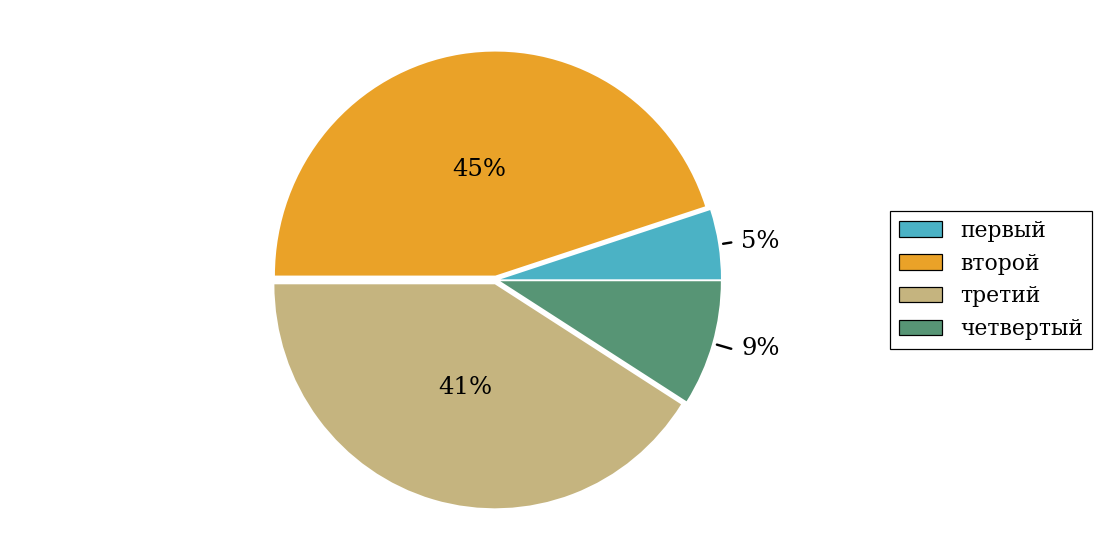 45%
5%
9%
41%
первый
второй
третий
четвертый